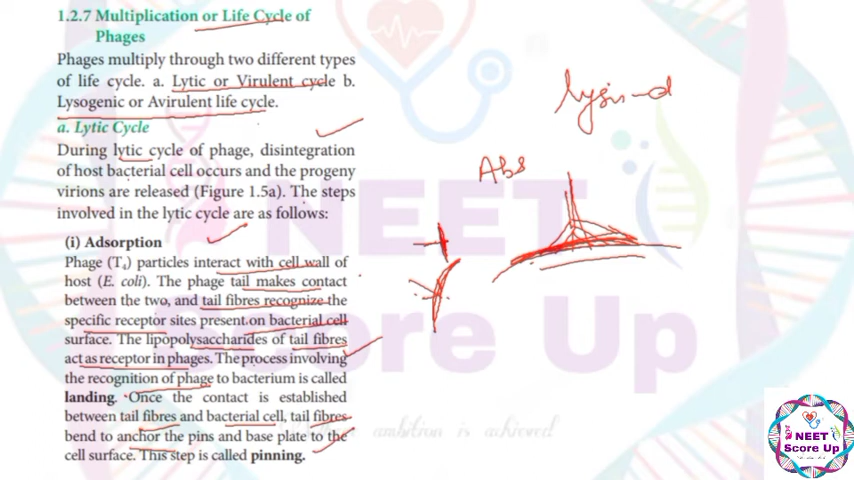 1.2.7 Multiplication or Life Cycle of
Phages
Phages multiply through two different types
of life cycle. a. Lytic or Virulent cycle b.
Lysogenic or Avirulent life cycle.
a. Lytic Cycle
During lytic cycle of phage, disintegration
of host bacterial cell occurs and the progeny
virions are released (Figure 1.5a). The steps
involved in the lytic cycle are as follows:
(i) Adsorption
Phage (T₄) particles interact with cell wall of
host (E. coli). The phage tail makes contact
between the two, and tail fibres recognize the
specific receptor sites present on bacterial cell
surface. The lipopolysaccharides of tail fibres
act as receptor in phages. The process involving
the recognition of phage to bacterium is called
landing. Once the contact is established
between tail fibres and bacterial cell, tail fibres
bend to anchor the pins and base plate to the
cell surface. This step is called pinning.
Abs
NEET
Score Up
ambition is achieved
NEET
Score Up